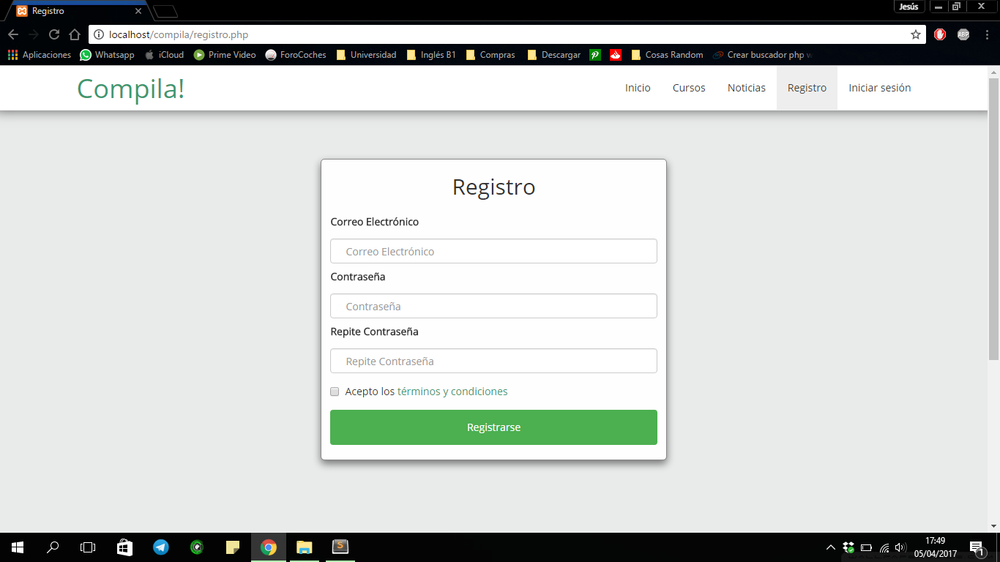 Registro
Jesús
localhost/compila/registro.php
ABP
Aplicaciones Whatsapp iCloud Prime Video ForoCoches Universidad Inglés B1 Compras Descargar Cosas Random Crear buscador php
Compila!
Inicio Cursos Noticias Registro Iniciar sesión
Registro
Correo Electrónico
Correo Electrónico
Contraseña
Contraseña
Repite Contraseña
Repite Contraseña
Acepto los términos y condiciones
Registrarse
17:49
05/04/2017
1